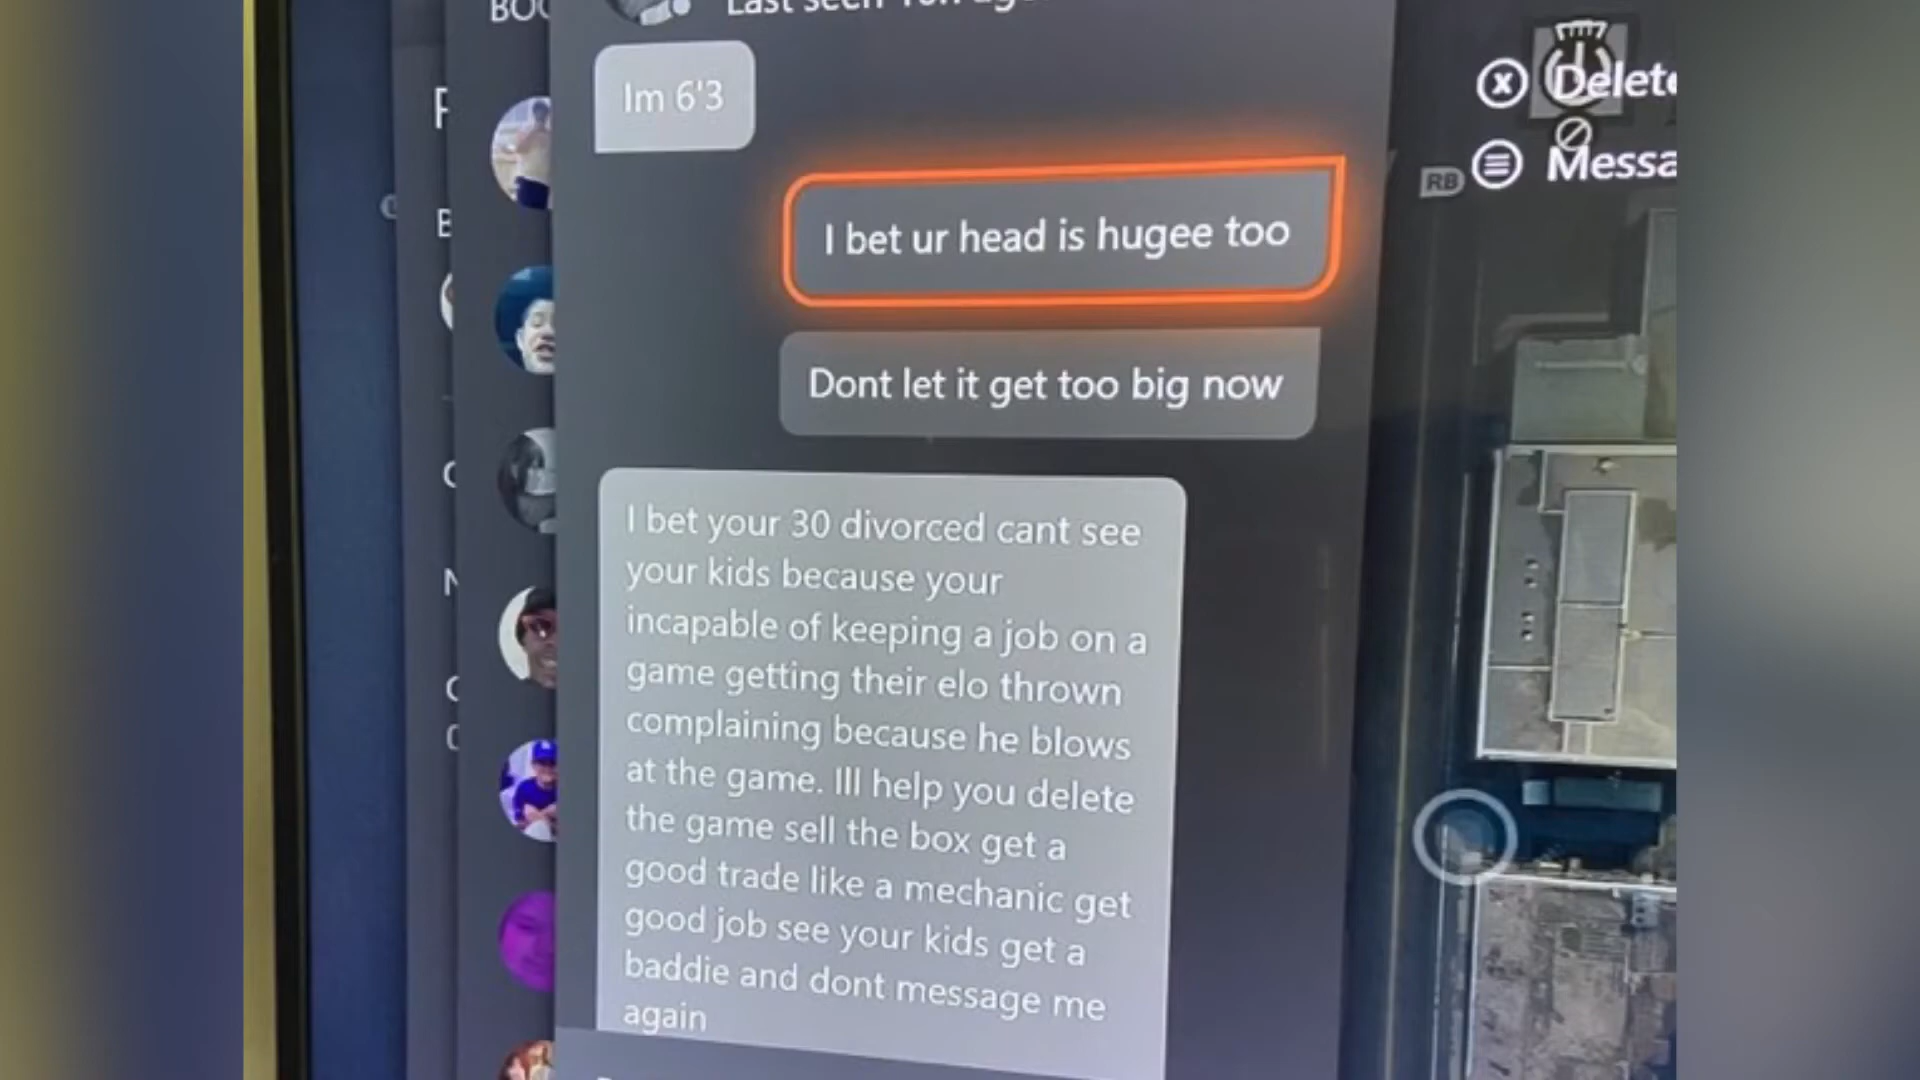 Last seen
Im 6'3
I bet ur head is hugee too
Dont let it get too big now
I bet your 30 divorced cant see
your kids because your
incapable of keeping a job on a
game getting their elo thrown
complaining because he blows
at the game. Ill help you delete
the game sell the box get a
good trade like a mechanic get
good job see your kids get a
baddie and dont message me
again
RB